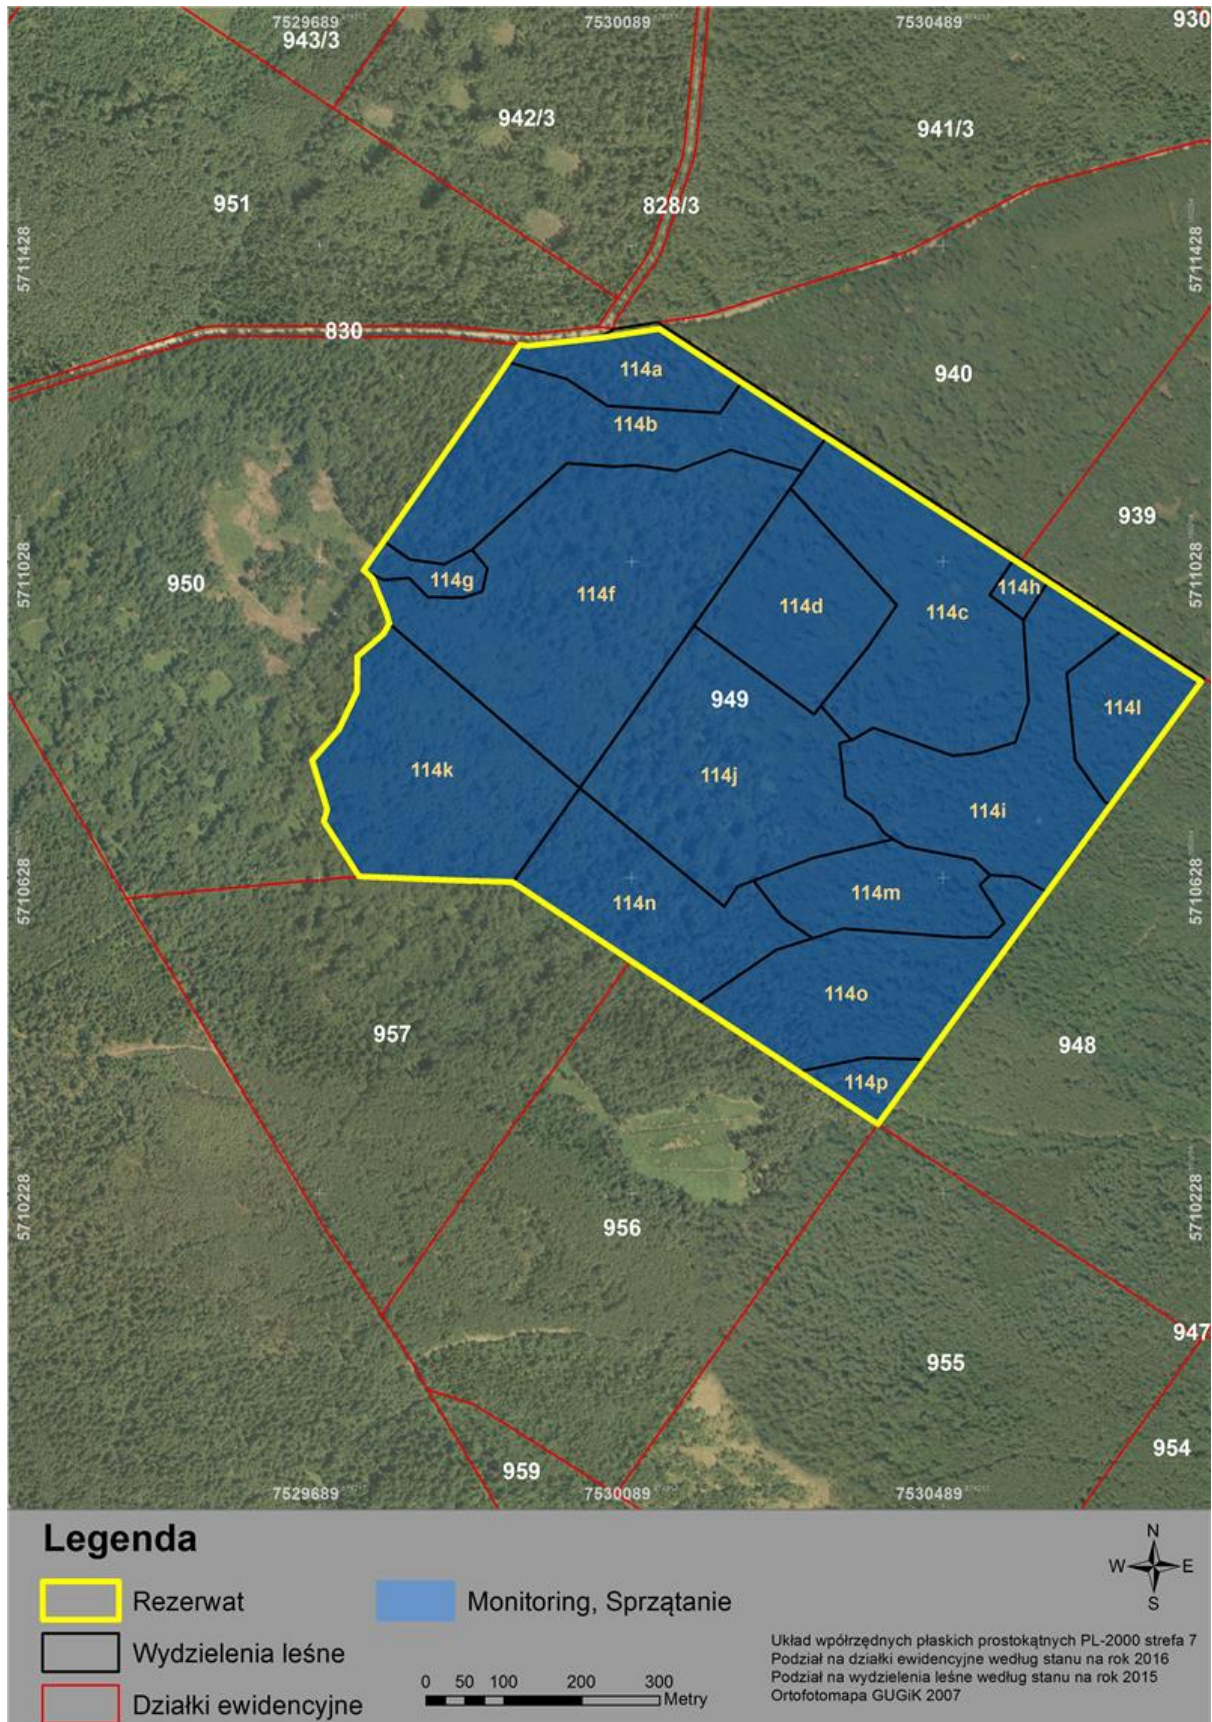 7529689 7530089 7530489
930
943/3
942/3
941/3
951
828/3
5711428
5711428
830
114a
940
114b
939
5711028
5711028
950
114g
114f
114d
114c
114h
949
114l
114k
114j
114i
5710628
5710628
114n
114m
114o
957
948
114p
5710228
5710228
956
947
955
954
959
7529689 7530089 7530489
Legenda
Rezerwat
Monitoring, Sprzątanie
Wydzielenia leśne
Działki ewidencyjne
0 50 100 200 300
Metry
N
W E
S
Układ wpółrzędnych płaskich prostokątnych PL-2000 strefa 7
Podział na działki ewidencyjne według stanu na rok 2016
Podział na wydzielenia leśne według stanu na rok 2015
Ortofotomapa GUGiK 2007